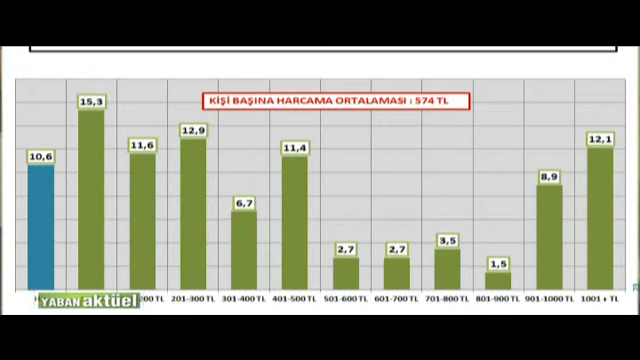 KİŞİ BAŞINA HARCAMA ORTALAMASI : 574 TL
10,6
15,3
11,6
12,9
6,7
11,4
2,7
2,7
3,5
1,5
8,9
12,1
YABAN aktüel
200 TL
201-300 TL
301-400 TL
401-500 TL
501-600 TL
601-700 TL
701-800 TL
801-900 TL
901-1000 TL
1001 + TL